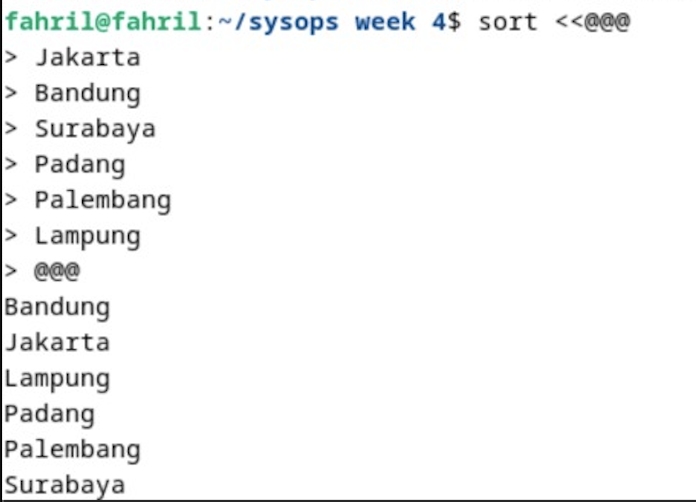 fahril@fahril:~/sysops week 4$ sort <<@@@
> Jakarta
> Bandung
> Surabaya
> Padang
> Palembang
> Lampung
> @@@
Bandung
Jakarta
Lampung
Padang
Palembang
Surabaya